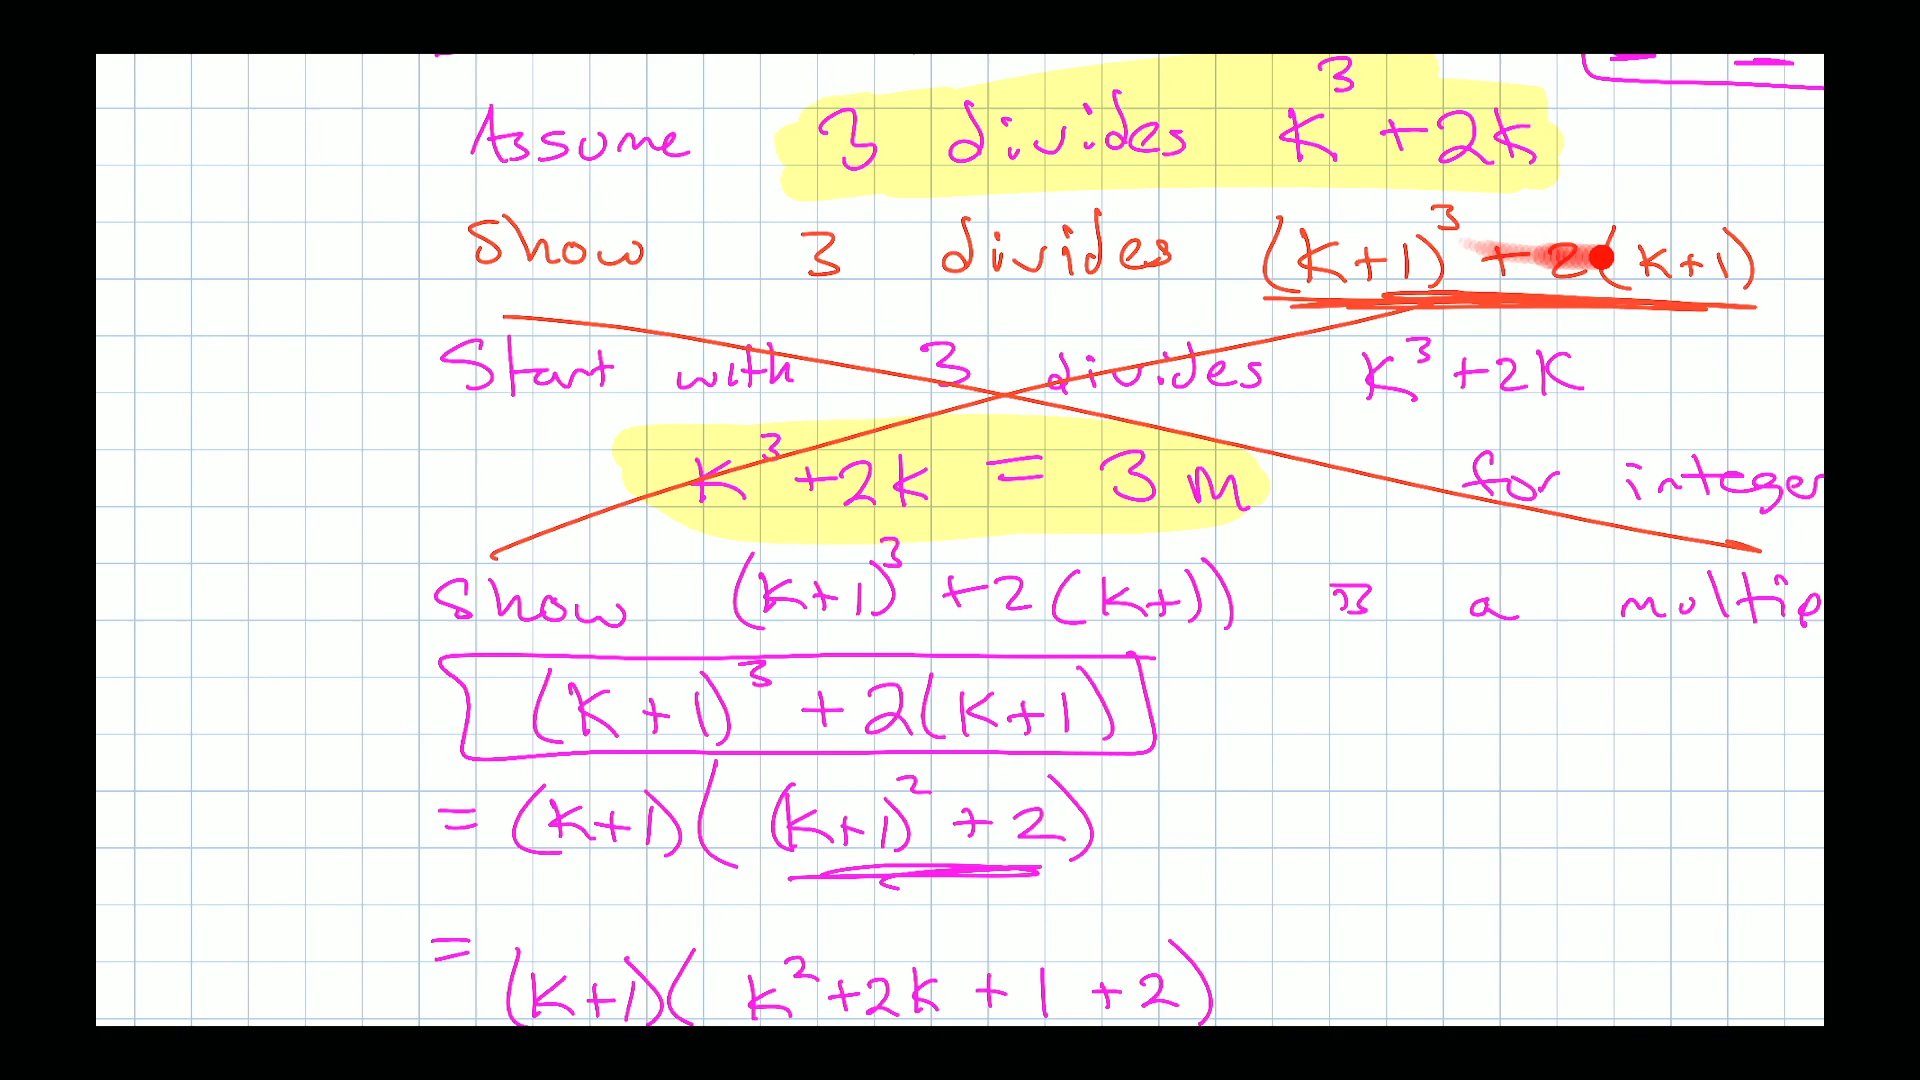 Assume 3 divides k³ + 2k
Show 3 divides (k+1)³ + 2(k+1)
Start with 3 divides k³ + 2k
k³ + 2k = 3m for integer
Show (k+1)³ + 2(k+1) is a multip
(k+1)³ + 2(k+1)
= (k+1)((k+1)² + 2)
= (k+1)(k² + 2k + 1 + 2)